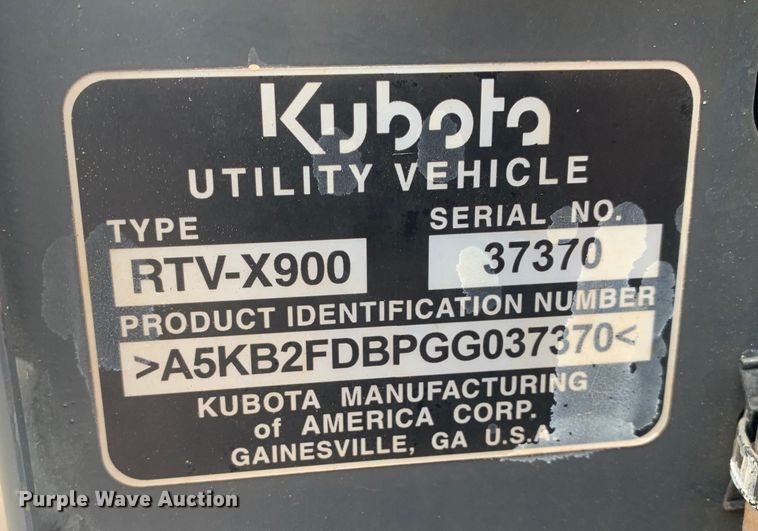 Kubota
UTILITY VEHICLE
TYPE SERIAL NO.
RTV-X900 37370
PRODUCT IDENTIFICATION NUMBER
>A5KB2FDBPGG037370<
KUBOTA MANUFACTURING
of AMERICA CORP.
GAINESVILLE, GA U.S.A.
Purple Wave Auction